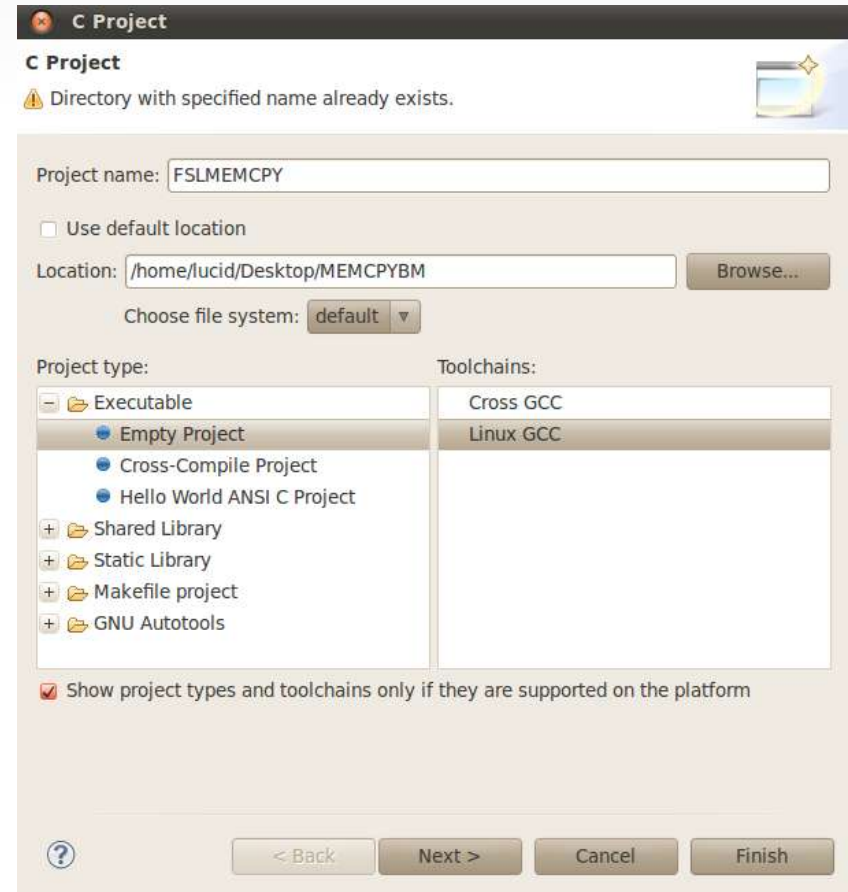 C Project
C Project
Directory with specified name already exists.
Project name: FSLMEMCPY
Use default location
Location: /home/lucid/Desktop/MEMCPYBM Browse...
Choose file system: default
Project type: Toolchains:
Executable Cross GCC
Empty Project Linux GCC
Cross-Compile Project
Hello World ANSI C Project
Shared Library
Static Library
Makefile project
GNU Autotools
Show project types and toolchains only if they are supported on the platform
? < Back Next > Cancel Finish